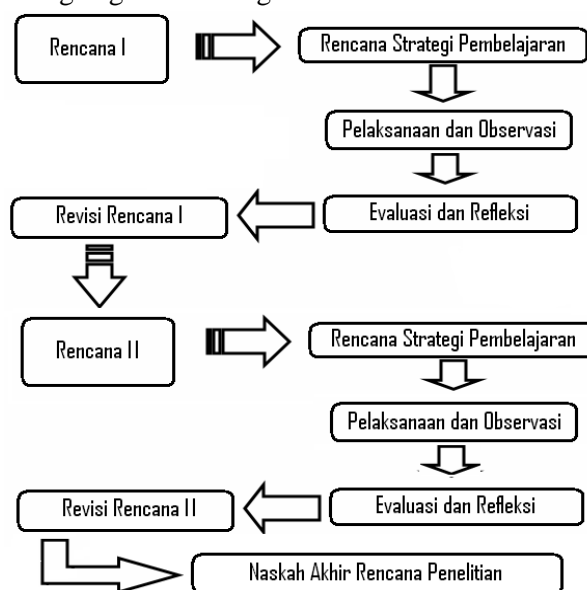 Rencana I
Rencana Strategi Pembelajaran
Pelaksanaan dan Observasi
Evaluasi dan Refleksi
Revisi Rencana I
Rencana II
Rencana Strategi Pembelajaran
Pelaksanaan dan Observasi
Evaluasi dan Refleksi
Revisi Rencana II
Naskah Akhir Rencana Penelitian